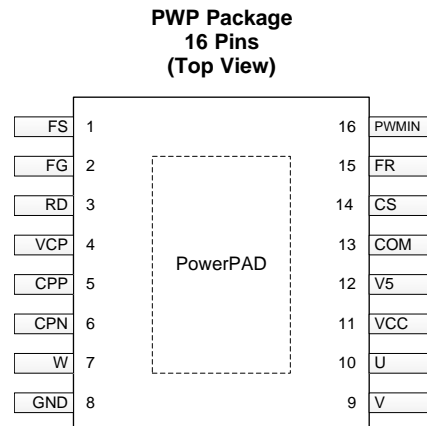 PWP Package
16 Pins
(Top View)
FS 1 16 PWMIN
FG 2 15 FR
RD 3 14 CS
VCP 4 13 COM
PowerPAD
CPP 5 12 V5
CPN 6 11 VCC
W 7 10 U
GND 8 9 V